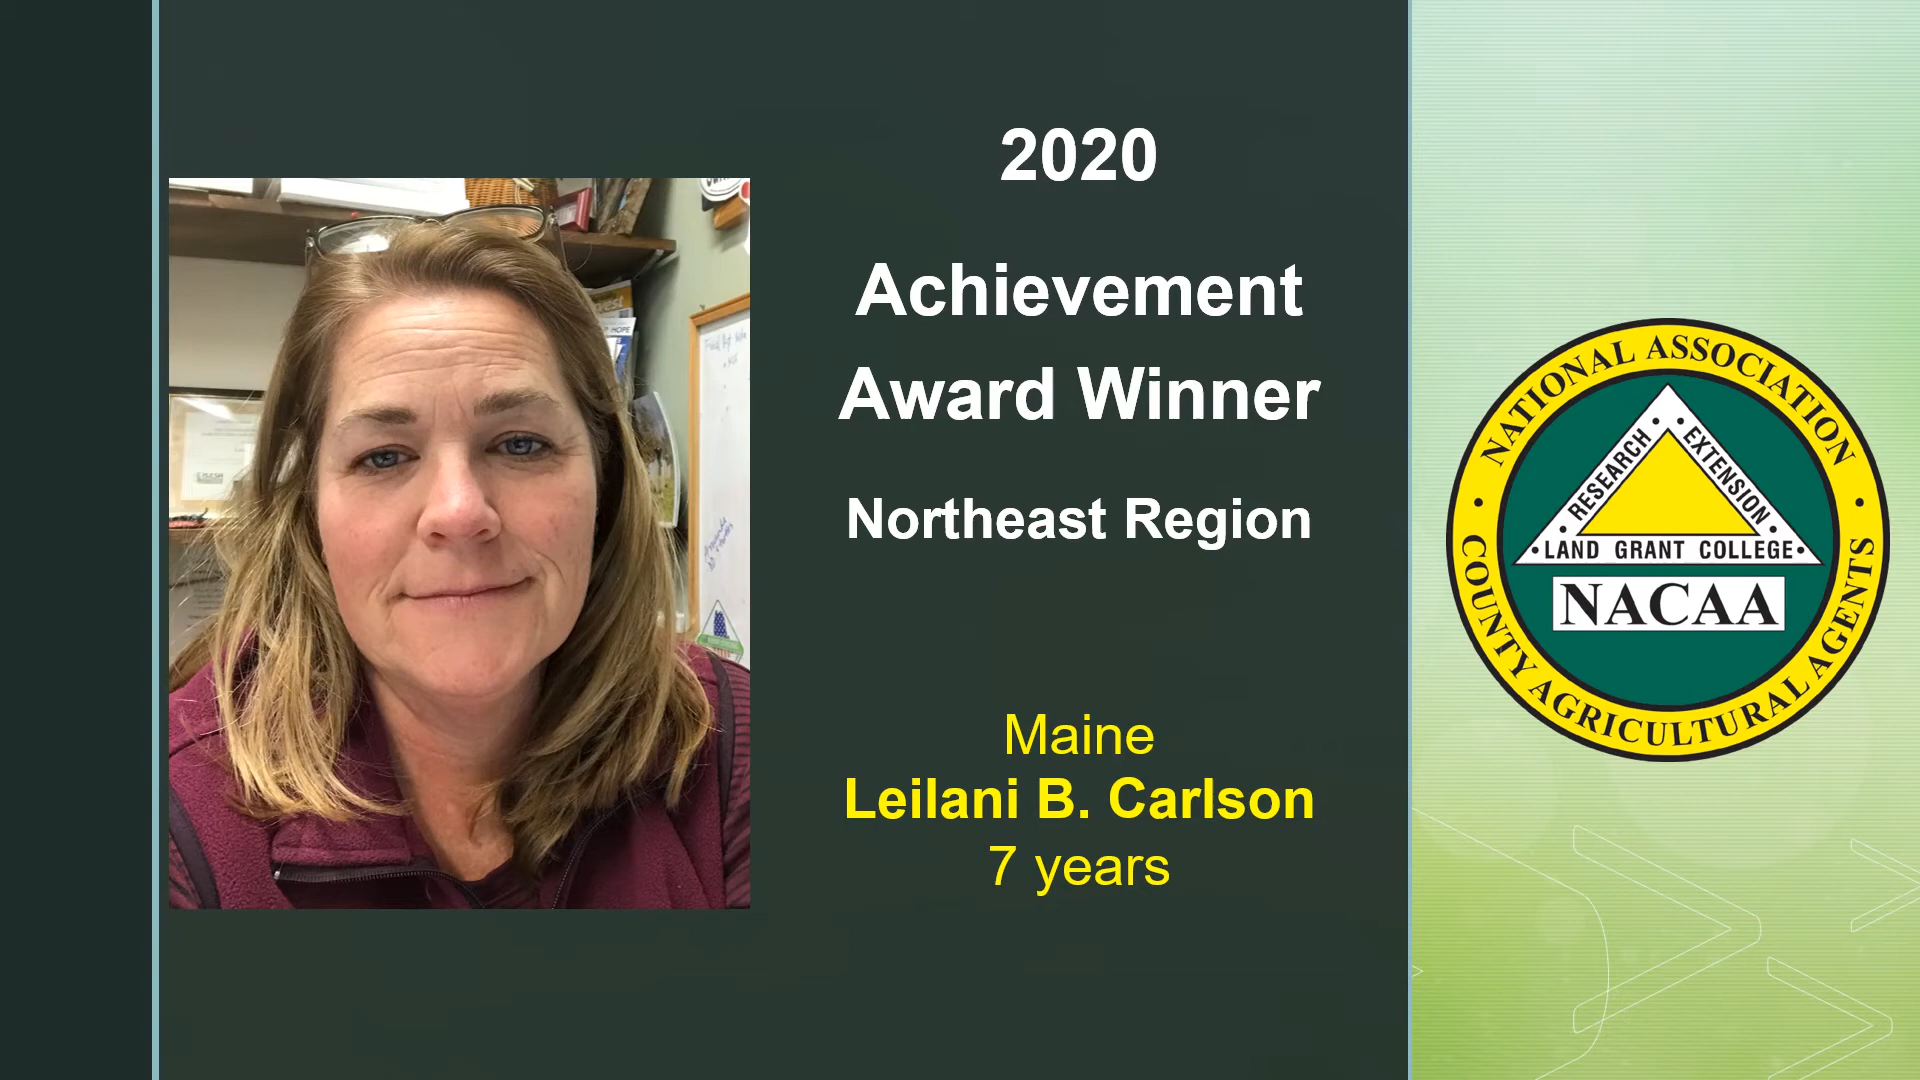 2020
Achievement
Award Winner
Northeast Region
Maine
Leilani B. Carlson
7 years
NATIONAL ASSOCIATION
COUNTY AGRICULTURAL AGENTS
RESEARCH
EXTENSION
LAND GRANT COLLEGE
NACAA
HOPE